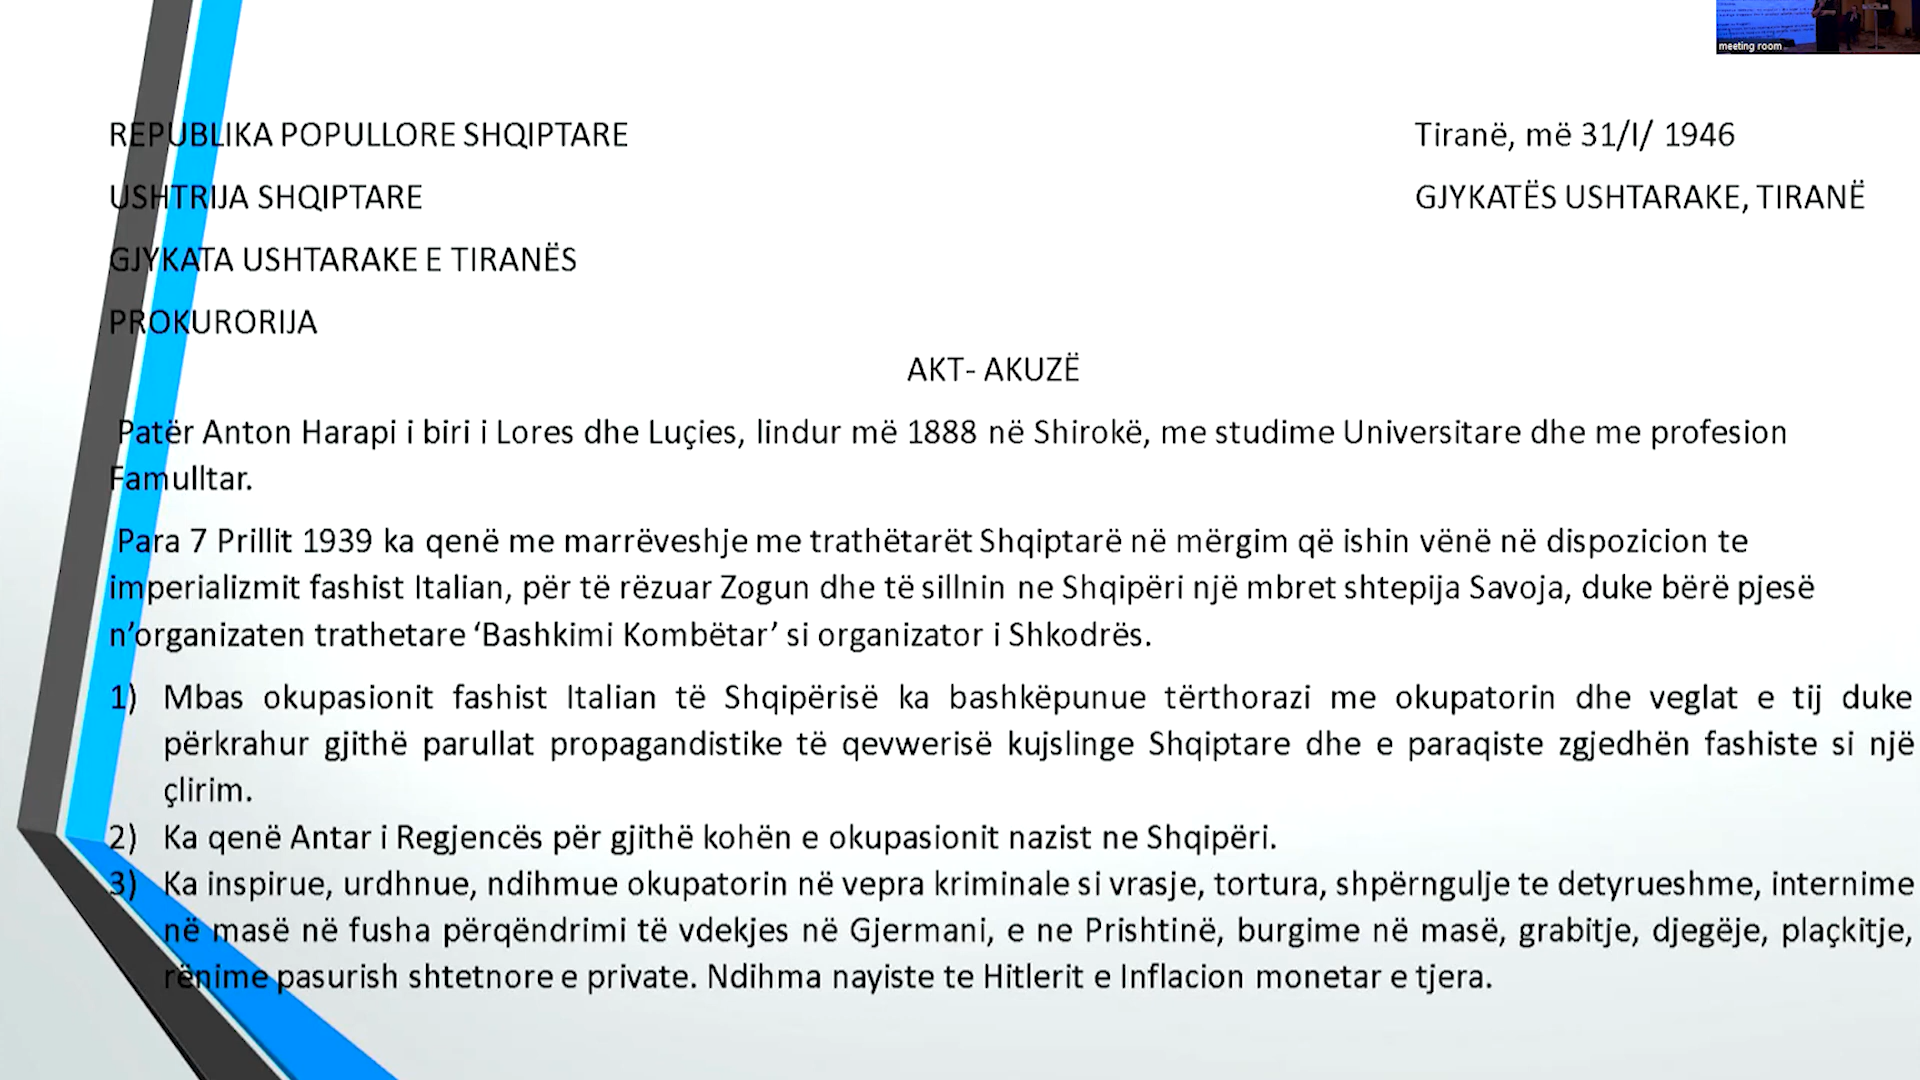 meeting room
REPUBLIKA POPULLORE SHQIPTARE Tiranë, më 31/I/ 1946
USHTRIJA SHQIPTARE GJYKATËS USHTARAKE, TIRANË
GJYKATA USHTARAKE E TIRANËS
PROKURORIJA
AKT- AKUZË
Patër Anton Harapi i biri i Lores dhe Luçies, lindur më 1888 në Shirokë, me studime Universitare dhe me profesion
Famulltar.
Para 7 Prillit 1939 ka qenë me marrëveshje me trathëtarët Shqiptarë në mërgim që ishin vënë në dispozicion te
imperializmit fashist Italian, për të rëzuar Zogun dhe të sillnin ne Shqipëri një mbret shtepija Savoja, duke bërë pjesë
n’organizaten trathetare ‘Bashkimi Kombëtar’ si organizator i Shkodrës.
1) Mbas okupasionit fashist Italian të Shqipërisë ka bashkëpunue tërthorazi me okupatorin dhe veglat e tij duke
përkrahur gjithë parullat propagandistike të qevwerisë kujslinge Shqiptare dhe e paraqiste zgjedhën fashiste si një
çlirim.
2) Ka qenë Antar i Regjencës për gjithë kohën e okupasionit nazist ne Shqipëri.
3) Ka inspirue, urdhnue, ndihmue okupatorin në vepra kriminale si vrasje, tortura, shpërngulje te detyrueshme, internime
në masë në fusha përqëndrimi të vdekjes në Gjermani, e ne Prishtinë, burgime në masë, grabitje, djegëje, plaçkitje,
rënime pasurish shtetnore e private. Ndihma nayiste te Hitlerit e Inflacion monetar e tjera.